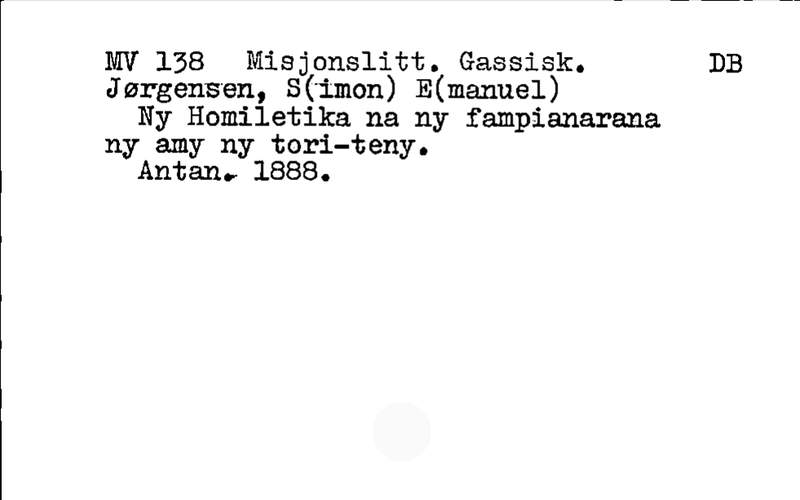 MV 138 Misjonslitt. Gassisk. DB
Jørgensen, S(imon) E(manuel)
Ny Homiletika na ny fampianarana
ny amy ny tori-teny.
Antan. 1888.